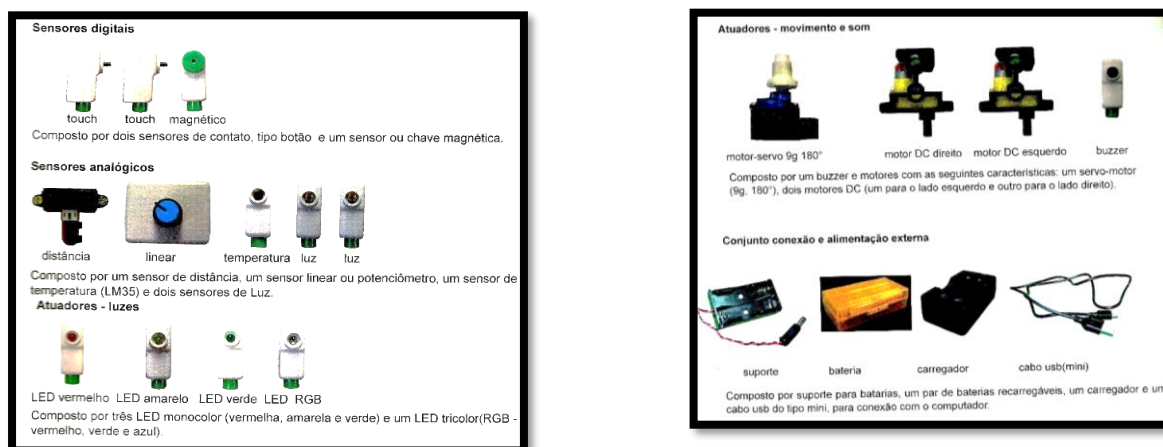 Sensores digitais
touch touch magnético
Composto por dois sensores de contato, tipo botão e um sensor ou chave magnética.
Sensores analógicos
distância linear temperatura luz luz
Composto por um sensor de distância, um sensor linear ou potenciômetro, um sensor de
temperatura (LM35) e dois sensores de Luz.
Atuadores - luzes
LED vermelho LED amarelo LED verde LED RGB
Composto por três LED monocolor (vermelha, amarela e verde) e um LED tricolor(RGB -
vermelho, verde e azul).
Atuadores - movimento e som
motor-servo 9g 180° motor DC direito motor DC esquerdo buzzer
Composto por um buzzer e motores com as seguintes características: um servo-motor
(9g, 180°), dois motores DC (um para o lado esquerdo e outro para o lado direito).
Conjunto conexão e alimentação externa
suporte bateria carregador cabo usb(mini)
Composto por suporte para batarias, um par de baterias recarregáveis, um carregador e um
cabo usb do tipo mini, para conexão com o computador.